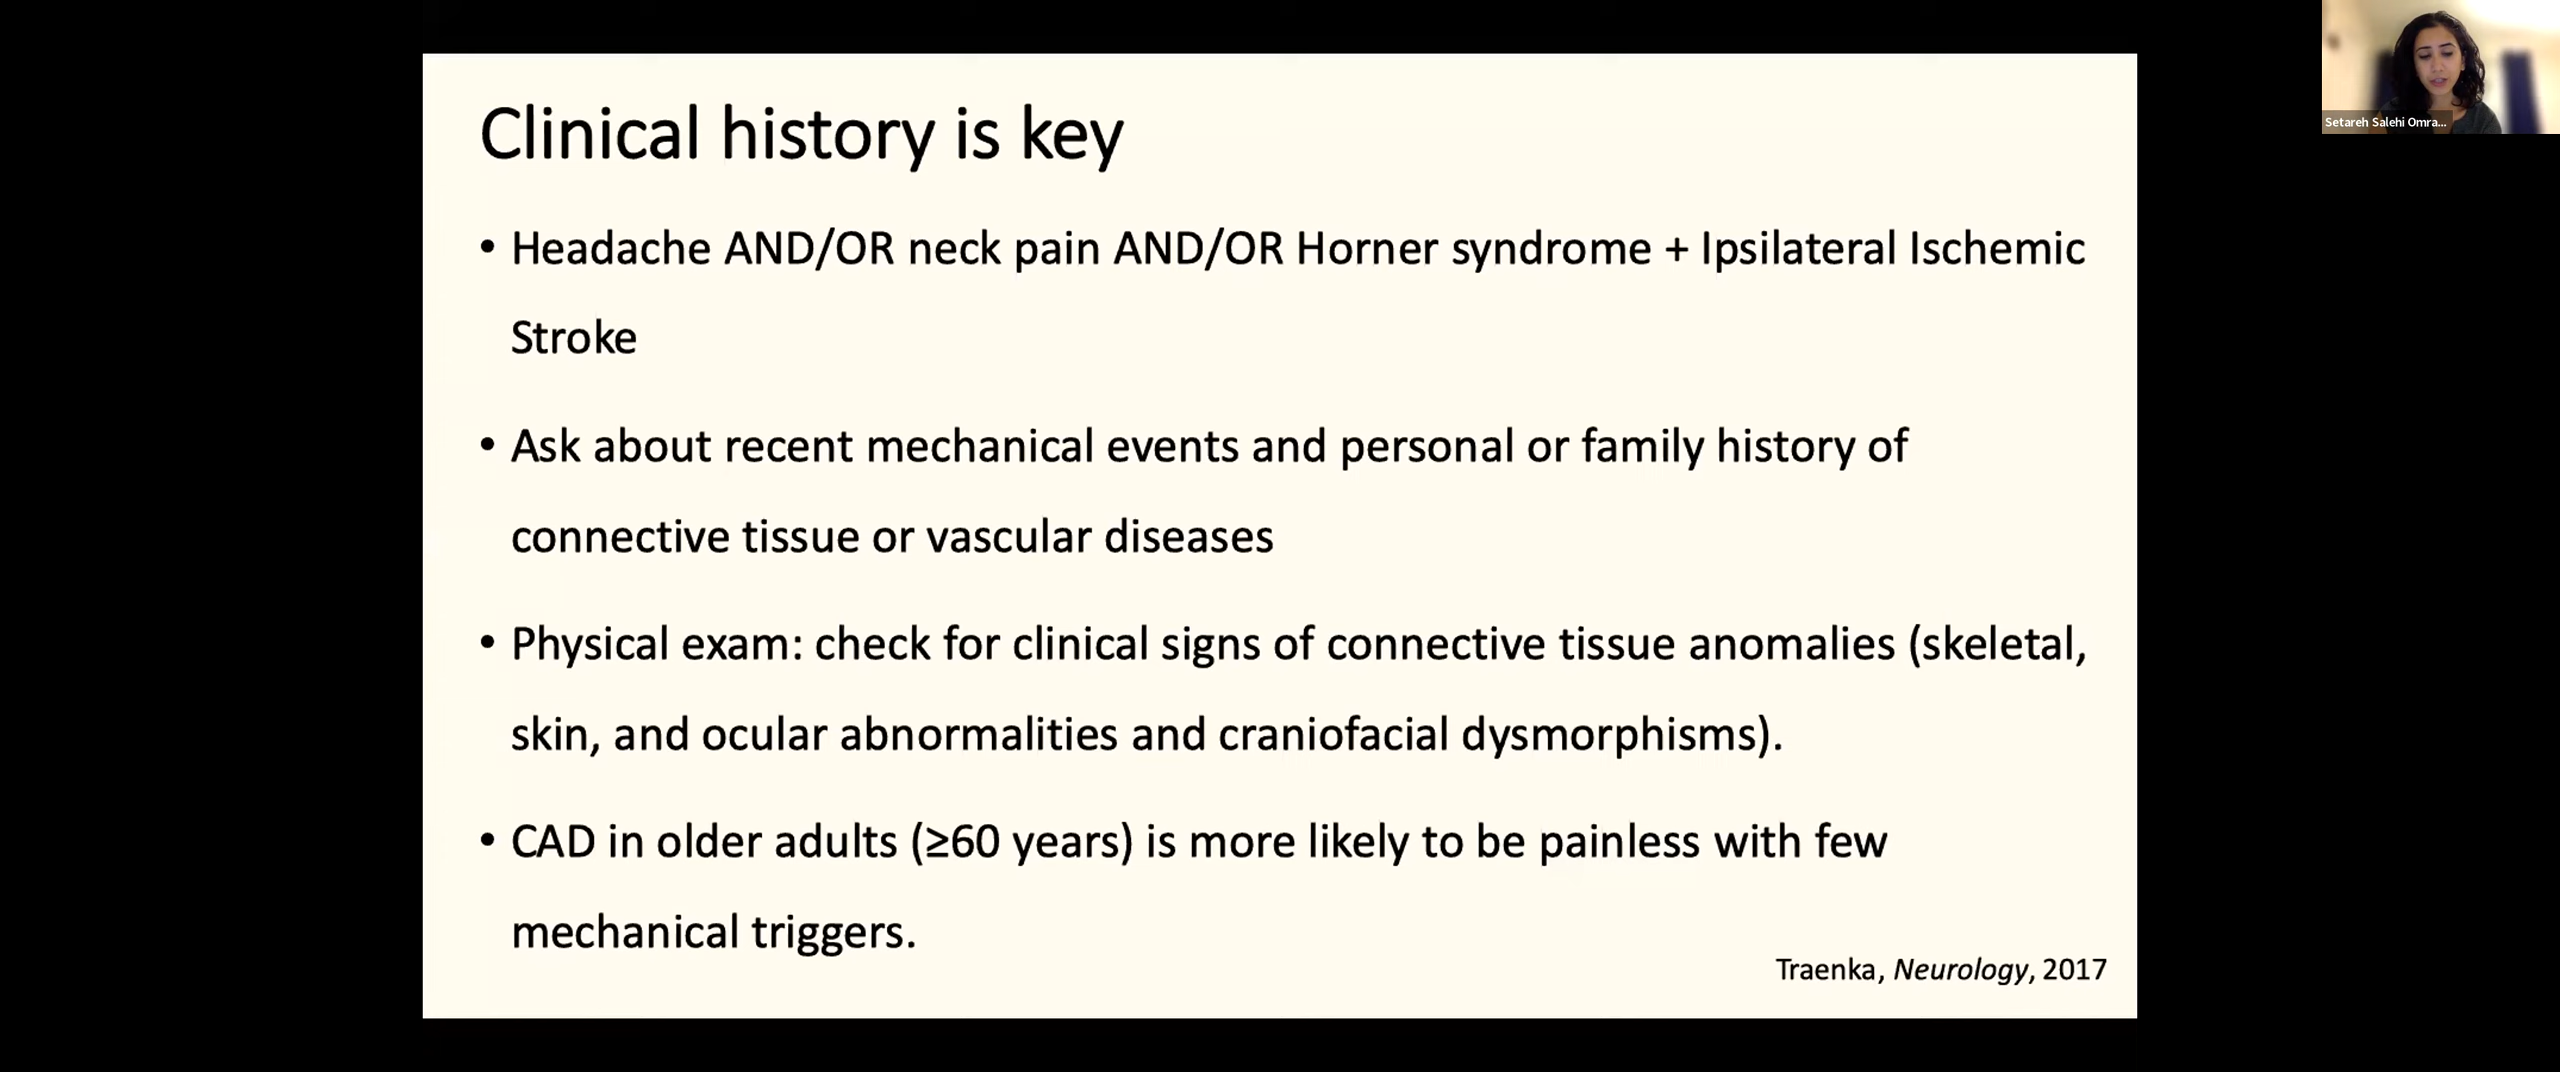 Clinical history is key
• Headache AND/OR neck pain AND/OR Horner syndrome + Ipsilateral Ischemic
Stroke
• Ask about recent mechanical events and personal or family history of
connective tissue or vascular diseases
• Physical exam: check for clinical signs of connective tissue anomalies (skeletal,
skin, and ocular abnormalities and craniofacial dysmorphisms).
• CAD in older adults (≥60 years) is more likely to be painless with few
mechanical triggers.
Traenka, Neurology, 2017
Setareh Salehi Omra...